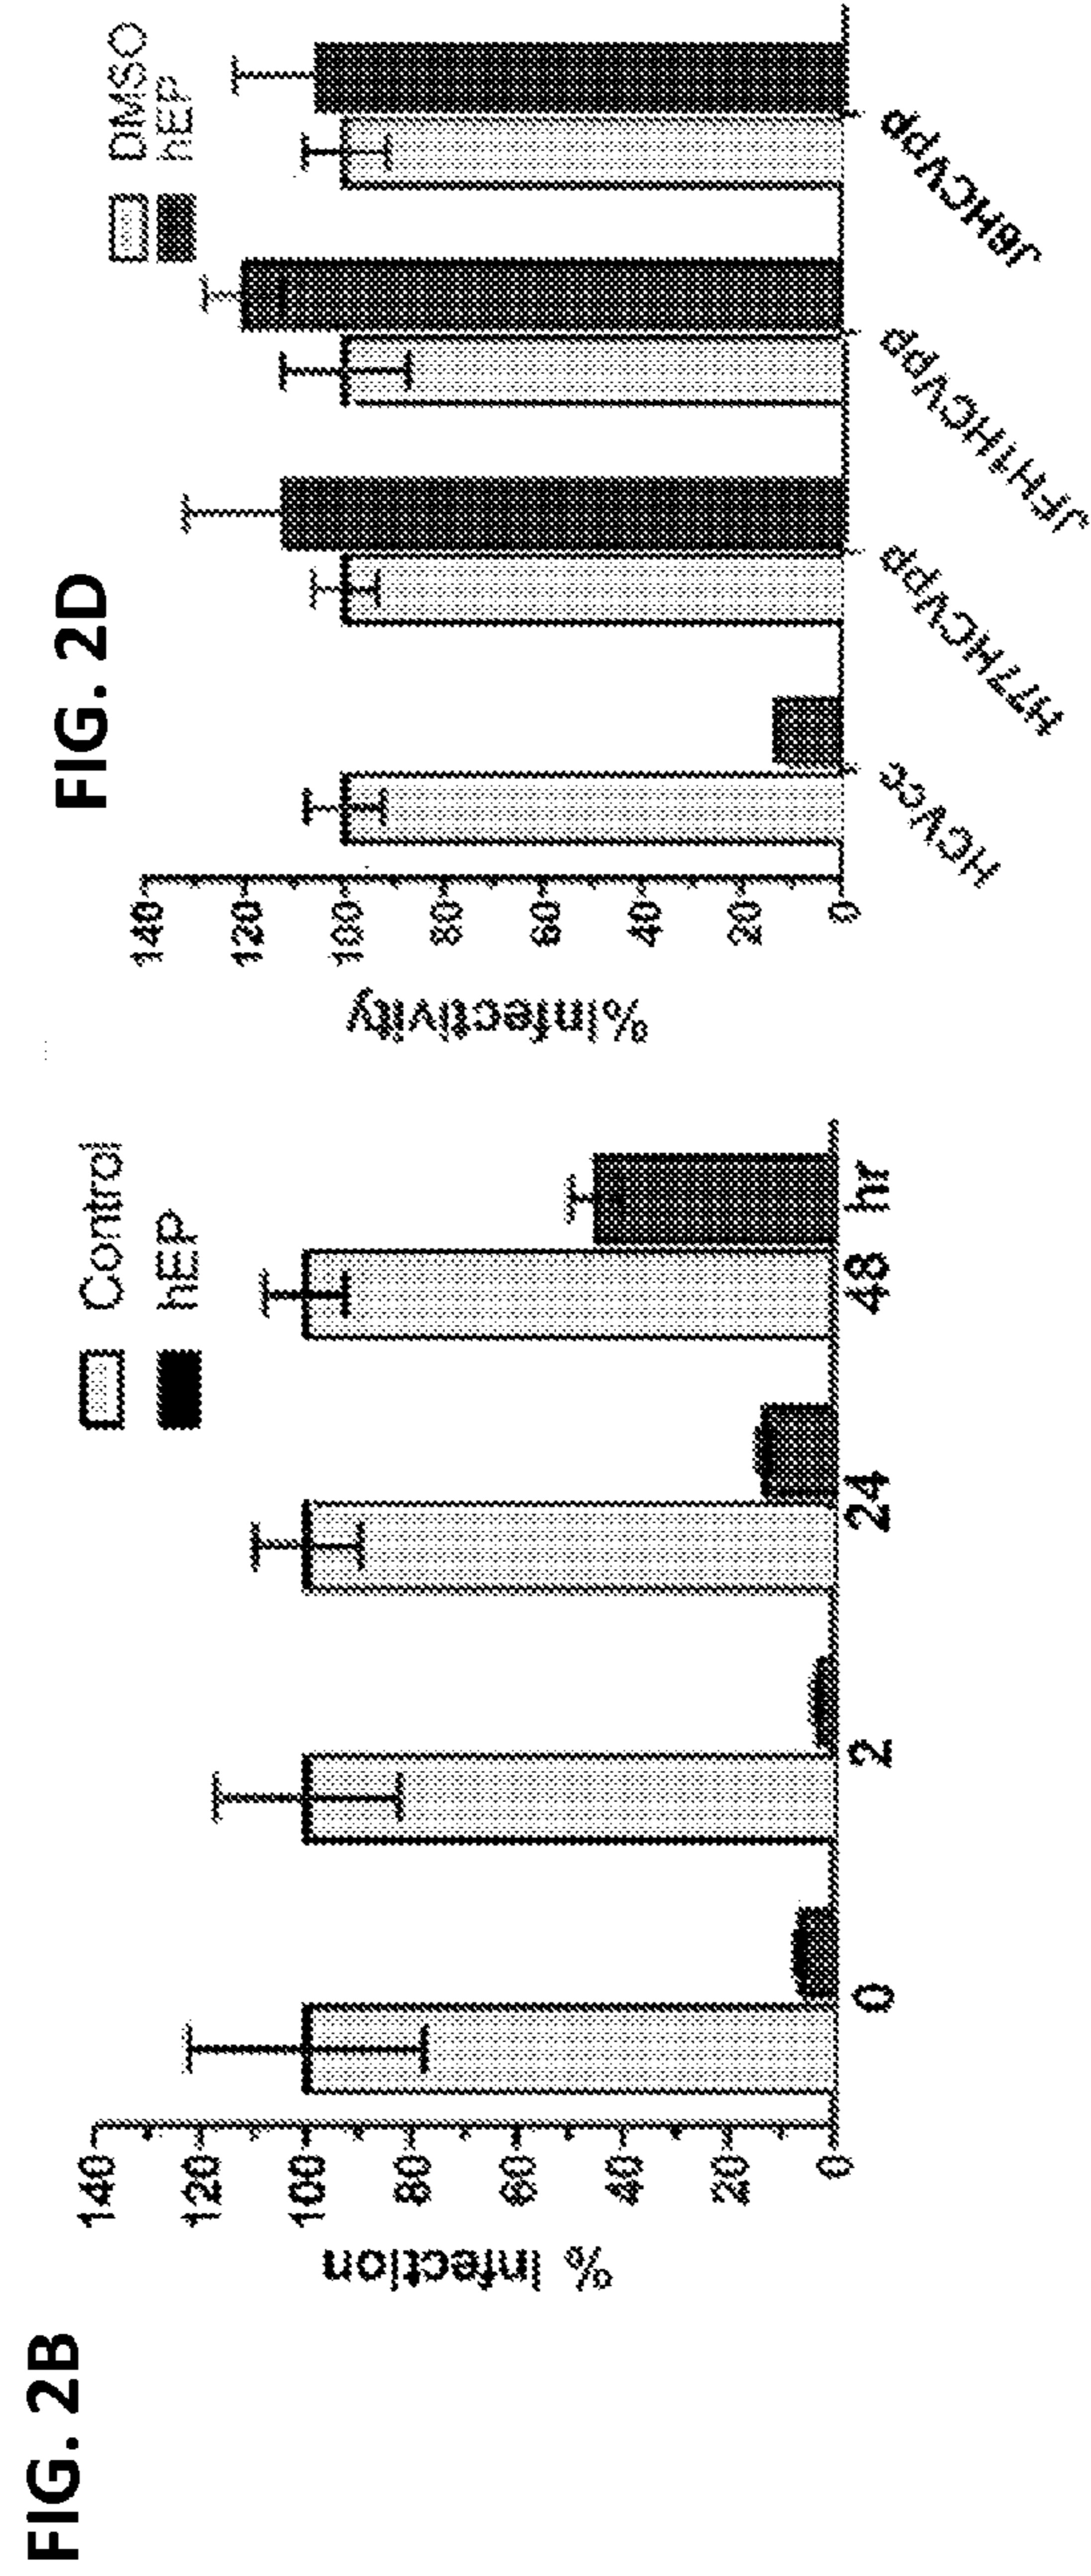 FIG. 2B
Control
hEP
% infection
140
120
100
80
60
40
20
0
0
2
24
48
hr
FIG. 2D
DMSO
hEP
%infectivity
140
120
100
80
60
40
20
0
HCVcc
H77HCVpp
JFH1HCVpp
J6HCVpp